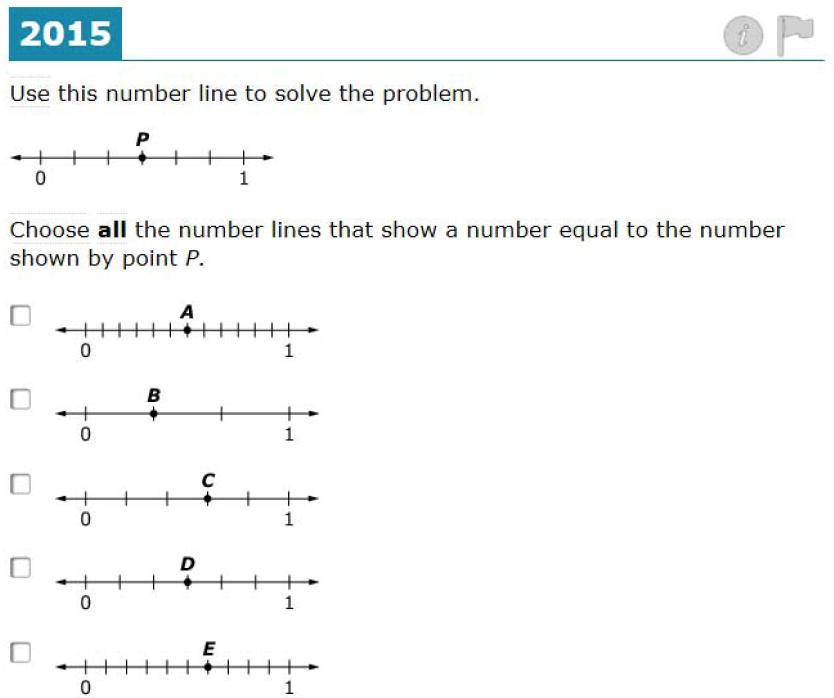 2015
i
Use this number line to solve the problem.
P
0 1
Choose all the number lines that show a number equal to the number
shown by point P.
A
0 1
B
0 1
C
0 1
D
0 1
E
0 1